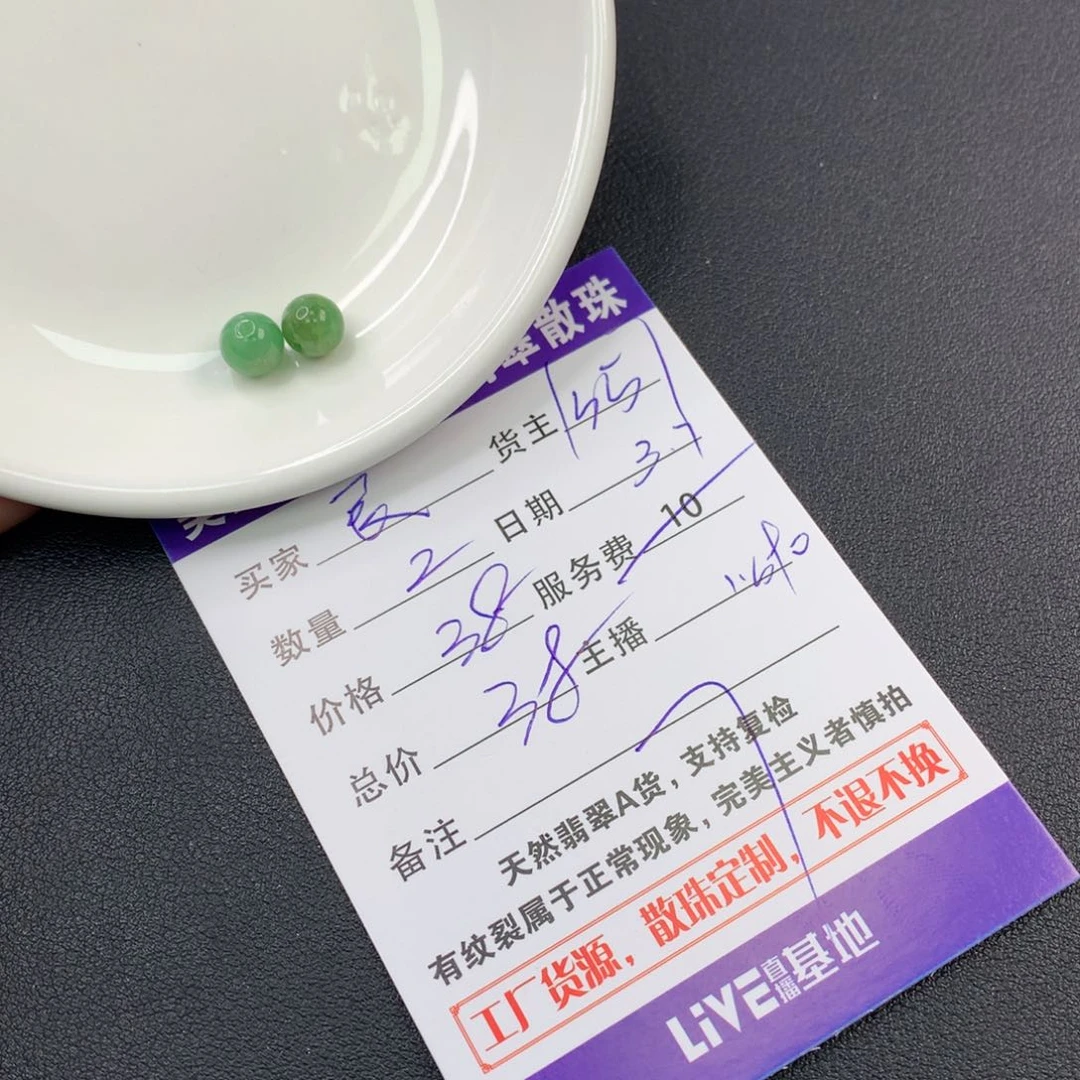 散珠
买家 货主
数量 2 日期 3.7
价格 38 服务费 10
总价 38 主播
备注
天然翡翠A货，支持复检
有纹裂属于正常现象，完美主义者慎拍
工厂货源，散珠定制，不退不换
LiVE直播基地